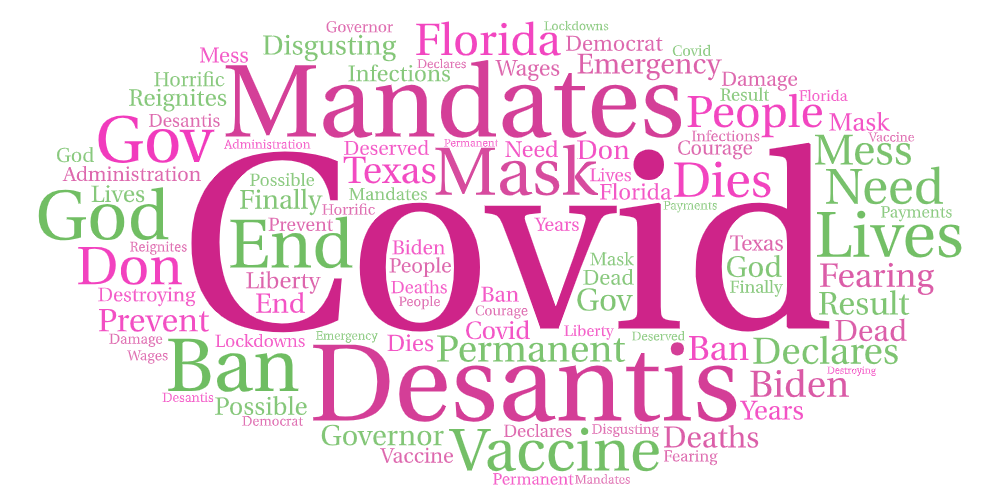 Governor
Lockdowns
Florida
Disgusting
Democrat
Covid
Mess
Declares
Wages
Emergency
Infections
Horrific
Damage
Mandates
Reignites
Result
Florida
People
Desantis
Mask
Gov
Infections
Vaccine
Administration
Deserved
Permanent
Need
Don
Courage
Mess
God
Texas
Mask
Lives
Dies
Administration
Possible
Need
Lives
Finally
Mandates
Florida
God
Horrific
Payments
Payments
Covid
Prevent
Years
Lives
End
Reignites
Biden
Texas
Don
People
Mask
God
Liberty
Dead
Fearing
Destroying
Deaths
Finally
End
People
Ban
Gov
Result
Courage
Prevent
Covid
Liberty
Dead
Damage
Lockdowns
Emergency
Dies
Deserved
Wages
Permanent
Ban
Declares
Ban
Desantis
Destroying
Biden
Desantis
Possible
Years
Democrat
Governor
Declares
Disgusting
Deaths
Vaccine
Vaccine
Fearing
Permanent
Mandates